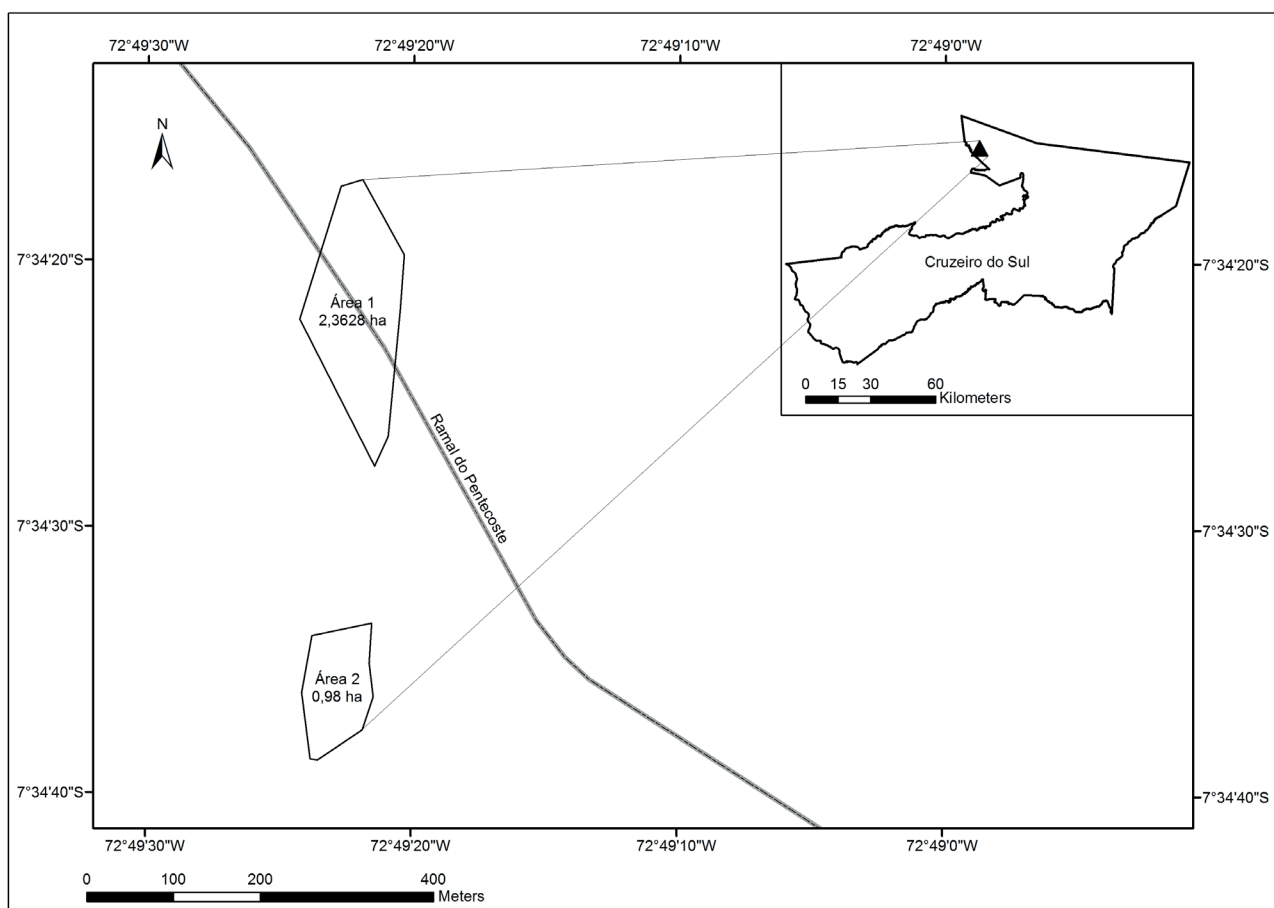 72°49'30"W
72°49'20"W
72°49'10"W
72°49'0"W
N
7°34'20"S
7°34'20"S
Cruzeiro do Sul
Área 1
2,3628 ha
0 15 30 60
Kilometers
Ramal do Pentecoste
7°34'30"S
7°34'30"S
Área 2
0,98 ha
7°34'40"S
7°34'40"S
72°49'30"W
72°49'20"W
72°49'10"W
72°49'0"W
0 100 200 400
Meters